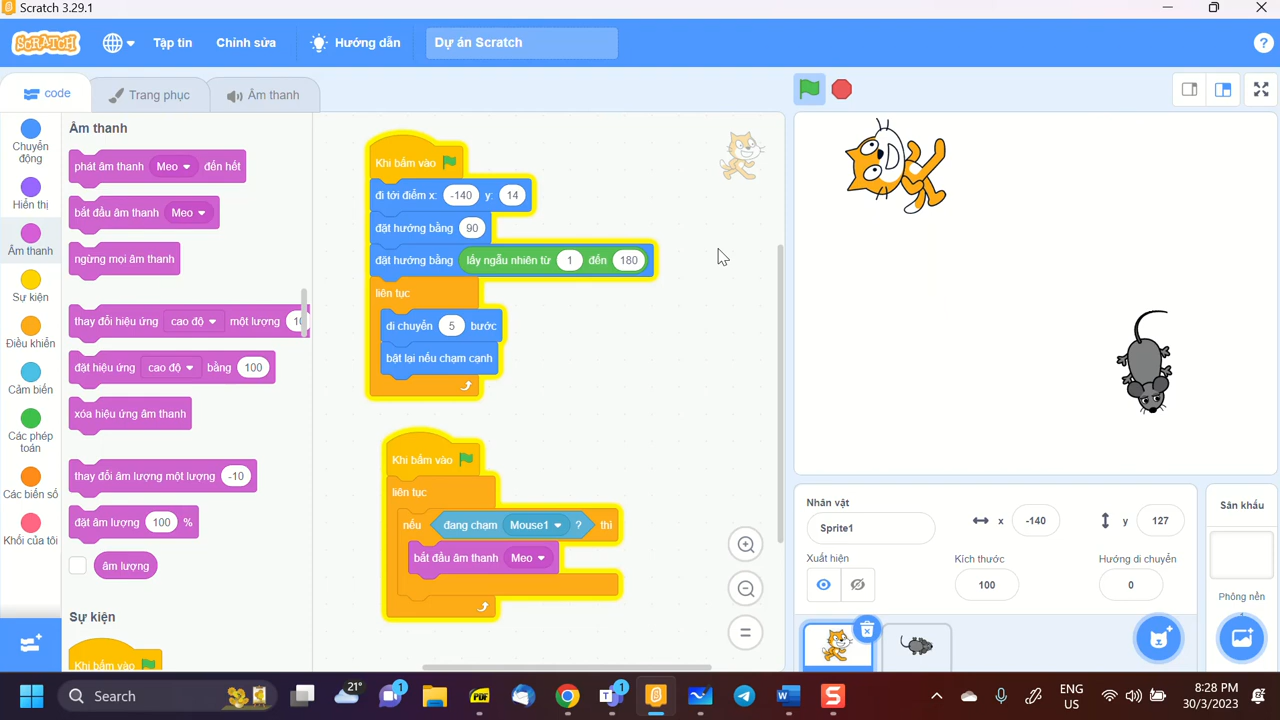 Scratch 3.29.1
SCRATCH
Tập tin
Chỉnh sửa
Hướng dẫn
Dự án Scratch
?
code
Trang phục
Âm thanh
Chuyển
động
Hiển thị
Âm thanh
Sự kiện
Điều khiển
Cảm biến
Các phép
toán
Các biến số
Khối của tôi
Âm thanh
phát âm thanh Meo đến hết
bắt đầu âm thanh Meo
ngừng mọi âm thanh
thay đổi hiệu ứng cao độ một lượng 10
đặt hiệu ứng cao độ bằng 100
xóa hiệu ứng âm thanh
thay đổi âm lượng một lượng -10
đặt âm lượng 100 %
âm lượng
Sự kiện
Khi bấm vào
Khi bấm vào
đi tới điểm x: -140 y: 14
đặt hướng bằng 90
đặt hướng bằng lấy ngẫu nhiên từ 1 đến 180
liên tục
di chuyển 5 bước
bật lại nếu chạm cạnh
Khi bấm vào
liên tục
nếu đang chạm Mouse1 ? thì
bắt đầu âm thanh Meo
Nhân vật
Sprite1
x -140
y 127
Xuất hiện
Kích thước
100
Hướng di chuyển
0
Sân khấu
Phông nền
1
Search
21°
1
PDF
1
S
ENG
US
8:28 PM
30/3/2023